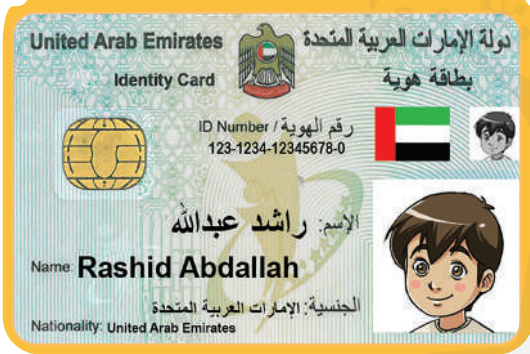 United Arab Emirates دولة الإمارات العربية المتحدة
Identity Card بطاقة هوية
ID Number / رقم الهوية
123-1234-12345678-0
الإسم: راشد عبدالله
Name: Rashid Abdallah
الجنسية: الإمارات العربية المتحدة
Nationality: United Arab Emirates